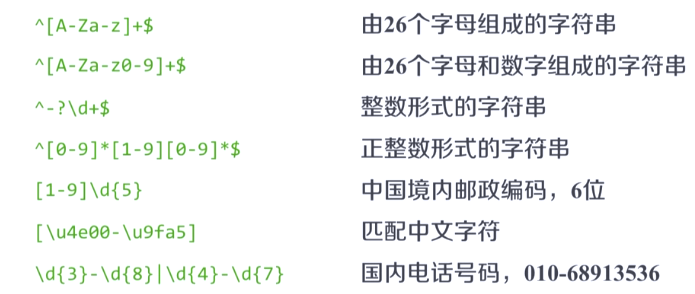 ^[A-Za-z]+$ 由26个字母组成的字符串
^[A-Za-z0-9]+$ 由26个字母和数字组成的字符串
^-?\d+$ 整数形式的字符串
^[0-9]*[1-9][0-9]*$ 正整数形式的字符串
[1-9]\d{5} 中国境内邮政编码，6位
[\u4e00-\u9fa5] 匹配中文字符
\d{3}-\d{8}|\d{4}-\d{7} 国内电话号码，010-68913536